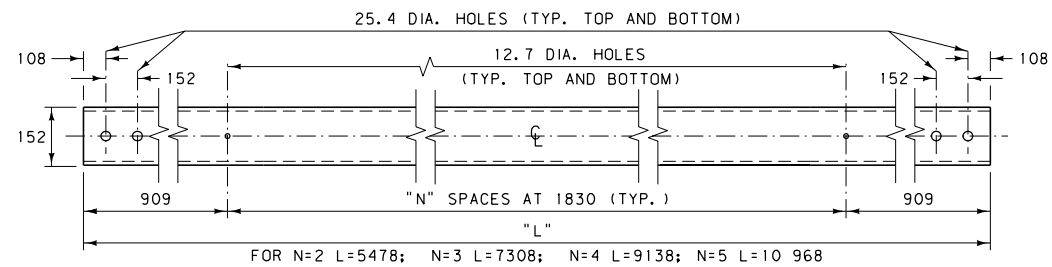 25.4 DIA. HOLES (TYP. TOP AND BOTTOM)
108
12.7 DIA. HOLES
108
152
(TYP. TOP AND BOTTOM)
152
152
℄
909
"N" SPACES AT 1830 (TYP.)
909
"L"
FOR N=2 L=5478; N=3 L=7308; N=4 L=9138; N=5 L=10 968